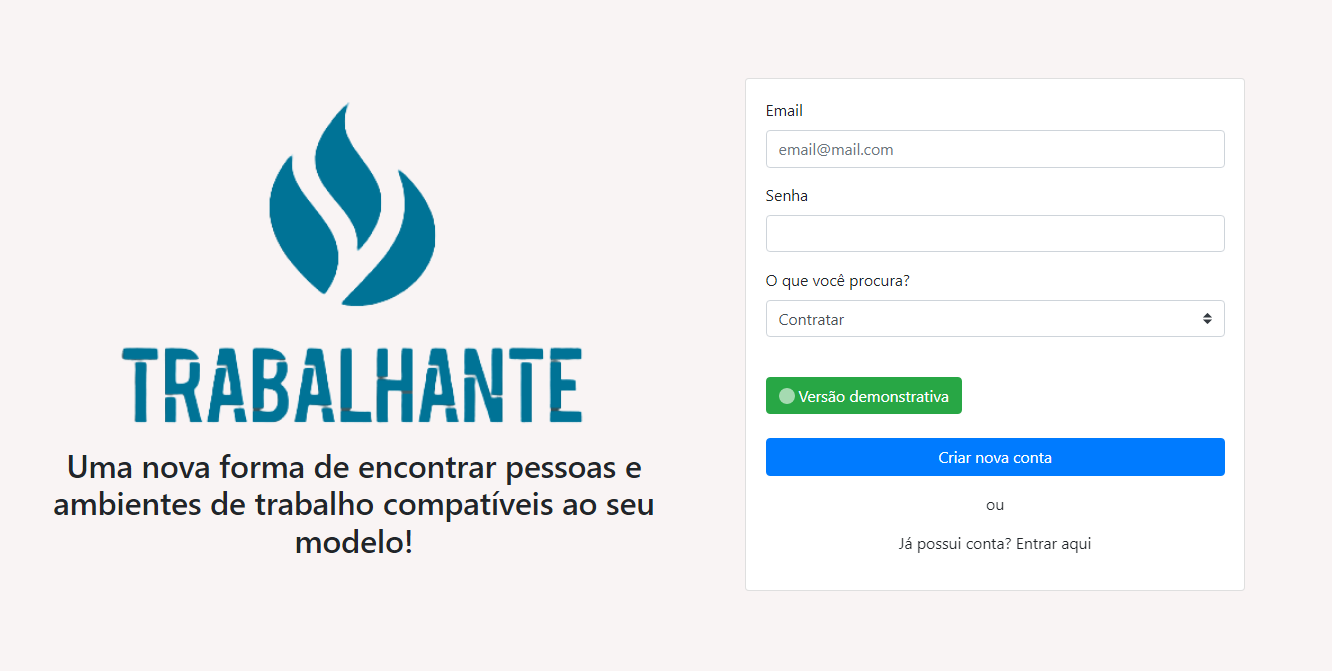 TRABALHANTE
Uma nova forma de encontrar pessoas e
ambientes de trabalho compatíveis ao seu
modelo!
Email
email@mail.com
Senha
O que você procura?
Contratar
Versão demonstrativa
Criar nova conta
ou
Já possui conta? Entrar aqui